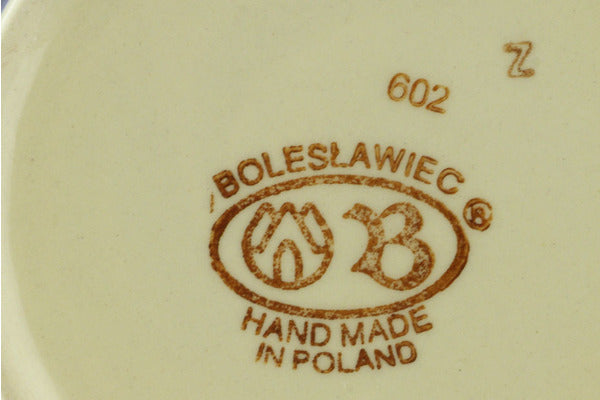 Z
602
BOLESŁAWIEC ®
B
HAND MADE
IN POLAND